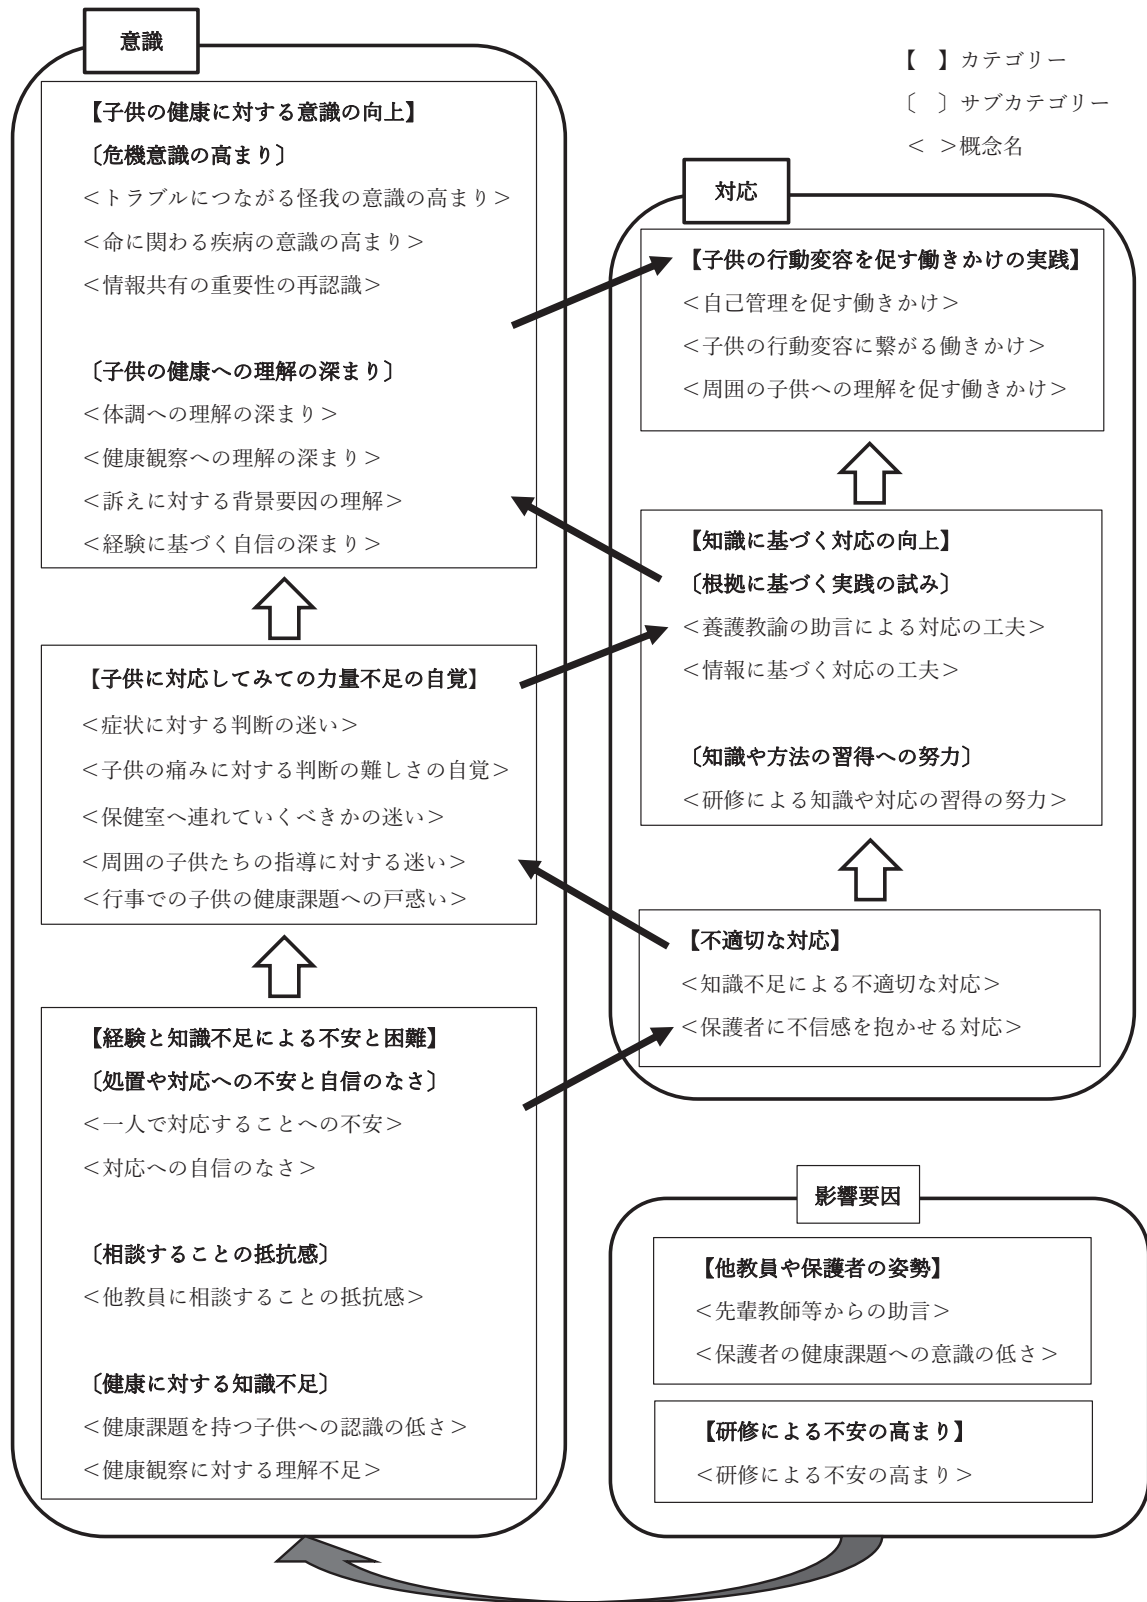 意識
【子供の健康に対する意識の向上】
〔危機意識の高まり〕
＜トラブルにつながる怪我の意識の高まり＞
＜命に関わる疾病の意識の高まり＞
＜情報共有の重要性の再認識＞
〔子供の健康への理解の深まり〕
＜体調への理解の深まり＞
＜健康観察への理解の深まり＞
＜訴えに対する背景要因の理解＞
＜経験に基づく自信の深まり＞
【子供に対応してみての力量不足の自覚】
＜症状に対する判断の迷い＞
＜子供の痛みに対する判断の難しさの自覚＞
＜保健室へ連れていくべきかの迷い＞
＜周囲の子供たちの指導に対する迷い＞
＜行事での子供の健康課題への戸惑い＞
【経験と知識不足による不安と困難】
〔処置や対応への不安と自信のなさ〕
＜一人で対応することへの不安＞
＜対応への自信のなさ＞
〔相談することの抵抗感〕
＜他教員に相談することの抵抗感＞
〔健康に対する知識不足〕
＜健康課題を持つ子供への認識の低さ＞
＜健康観察に対する理解不足＞
【　】カテゴリー
〔　〕サブカテゴリー
＜　＞概念名
対応
【子供の行動変容を促す働きかけの実践】
＜自己管理を促す働きかけ＞
＜子供の行動変容に繋がる働きかけ＞
＜周囲の子供への理解を促す働きかけ＞
【知識に基づく対応の向上】
〔根拠に基づく実践の試み〕
＜養護教諭の助言による対応の工夫＞
＜情報に基づく対応の工夫＞
〔知識や方法の習得への努力〕
＜研修による知識や対応の習得の努力＞
【不適切な対応】
＜知識不足による不適切な対応＞
＜保護者に不信感を抱かせる対応＞
影響要因
【他教員や保護者の姿勢】
＜先輩教師等からの助言＞
＜保護者の健康課題への意識の低さ＞
【研修による不安の高まり】
＜研修による不安の高まり＞